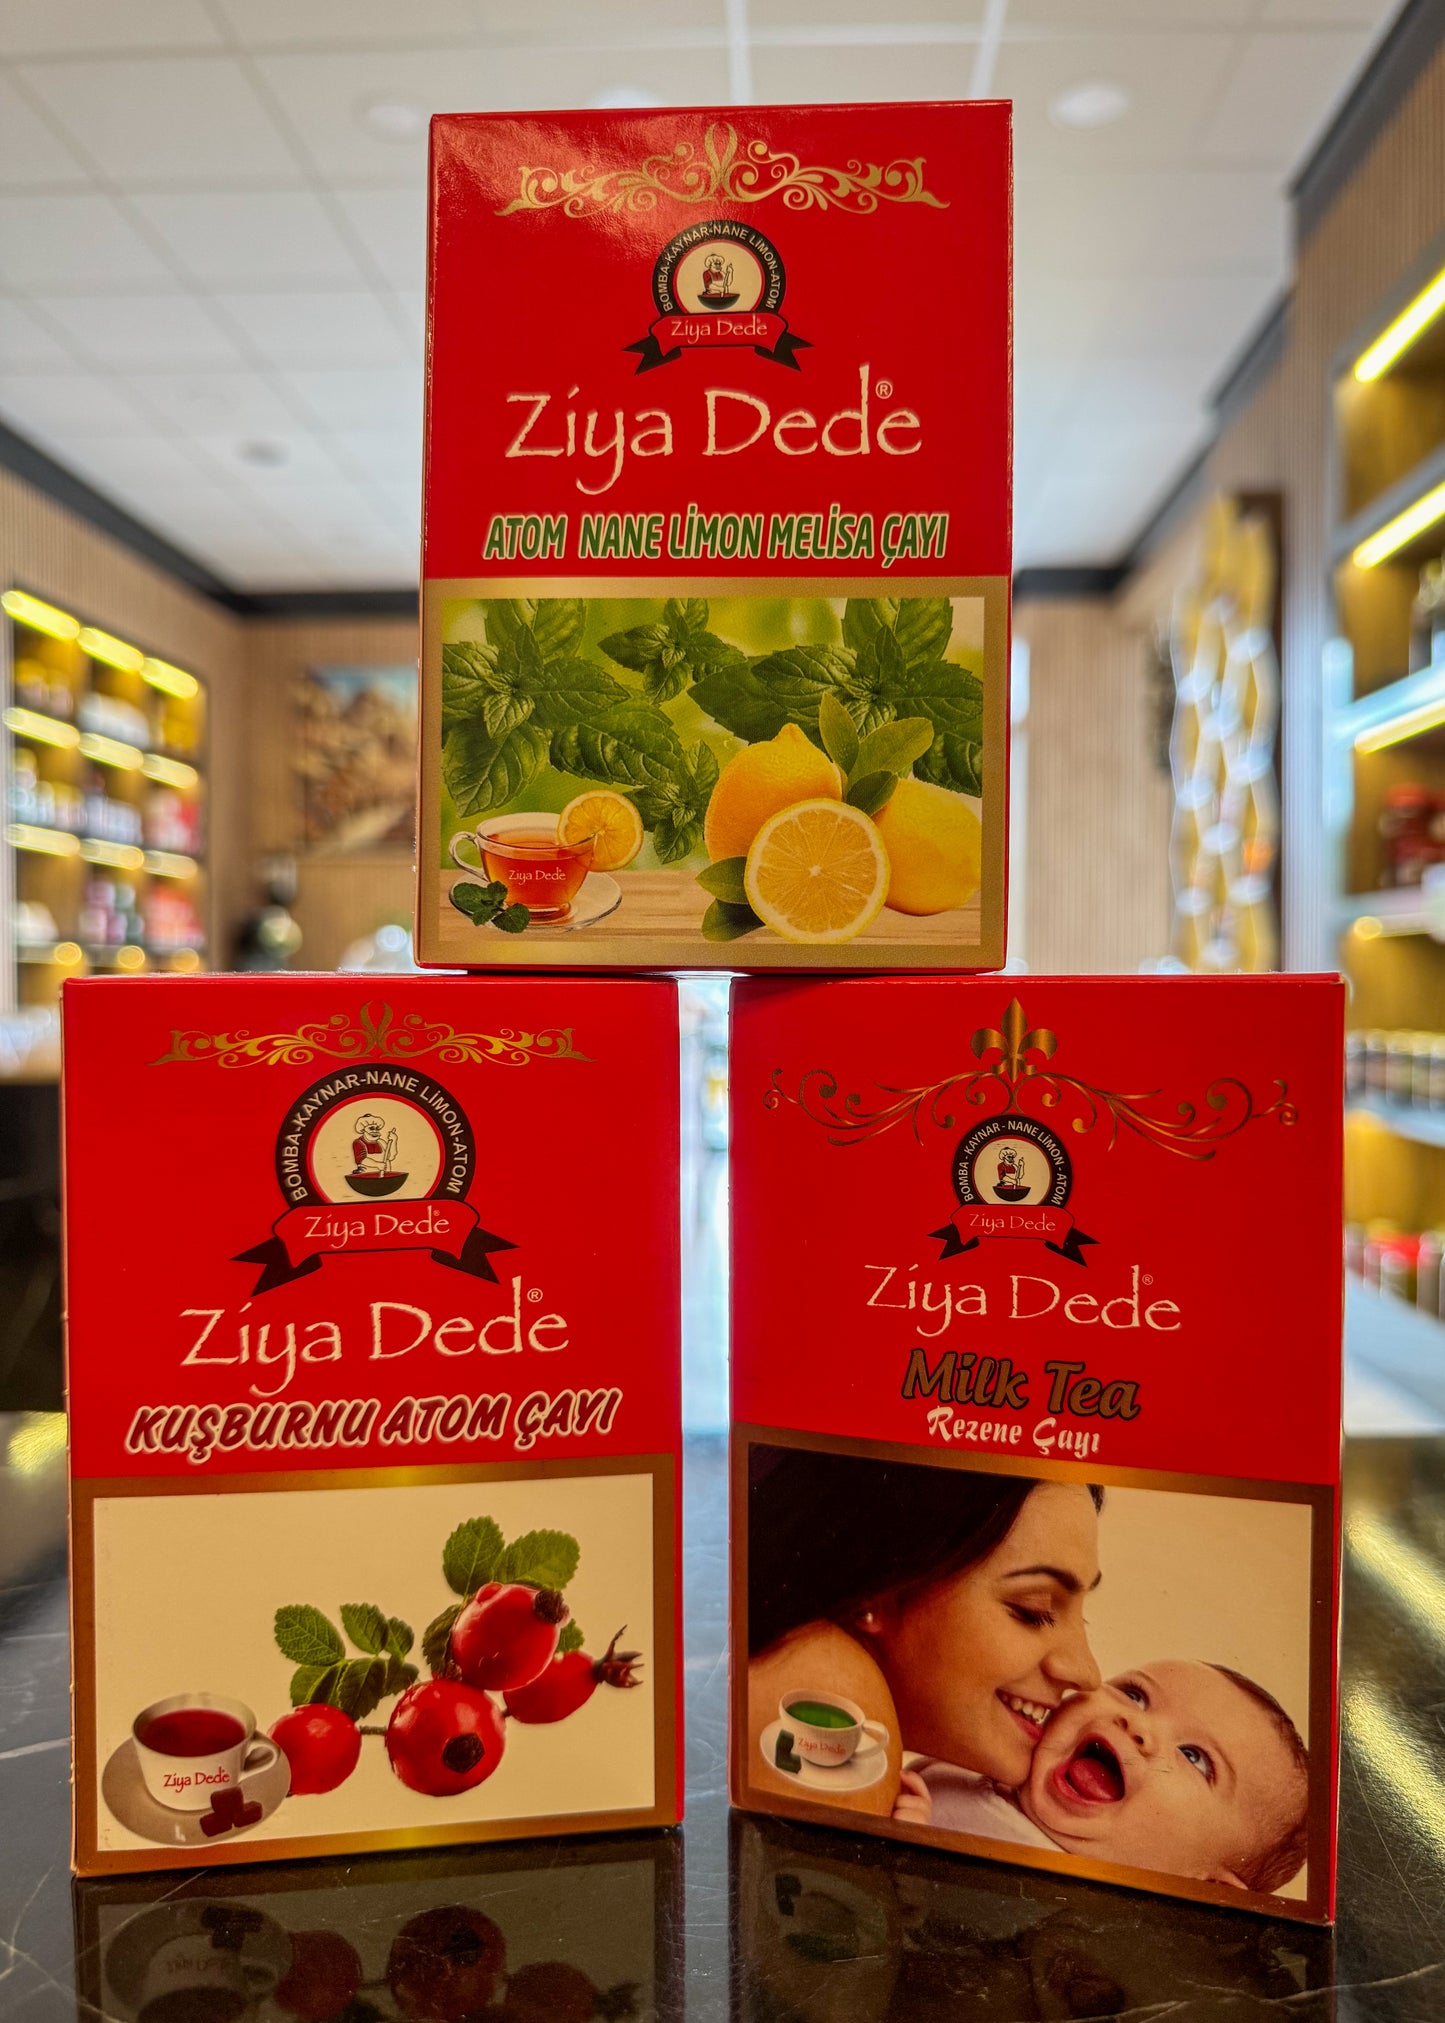 BOMBA-KAYNAR-NANE LİMON-ATOM
Ziya Dede
Ziya Dede®
ATOM NANE LİMON MELİSA ÇAYI
Ziya Dede
BOMBA-KAYNAR-NANE LİMON-ATOM
Ziya Dede®
Ziya Dede®
KUŞBURNU ATOM ÇAYI
Ziya Dede
BOMBA - KAYNAR - NANE LİMON - ATOM
Ziya Dede
Ziya Dede®
Milk Tea
Rezene Çayı
Ziya Dede